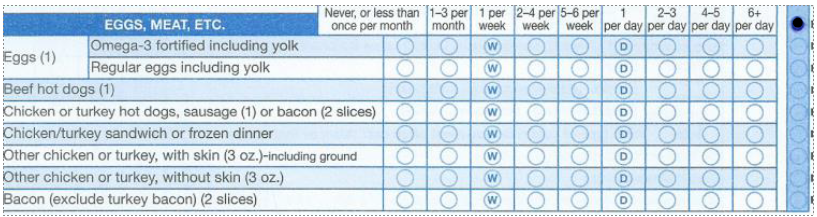 EGGS, MEAT, ETC. Never, or less than once per month 1–3 per month 1 per week 2–4 per week 5–6 per week 1 per day 2–3 per day 4–5 per day 6+ per day
Eggs (1) Omega-3 fortified including yolk W D
Regular eggs including yolk W D
Beef hot dogs (1) W D
Chicken or turkey hot dogs, sausage (1) or bacon (2 slices) W D
Chicken/turkey sandwich or frozen dinner W D
Other chicken or turkey, with skin (3 oz.)–including ground W D
Other chicken or turkey, without skin (3 oz.) W D
Bacon (exclude turkey bacon) (2 slices) W D